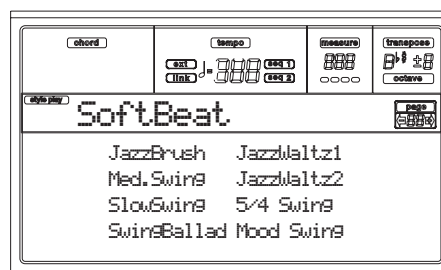 chord tempo measure transpose
ext seq 1
link seq 2
octave
style play SoftBeat page
JazzBrush JazzWaltz1
Med.Swing JazzWaltz2
SlowSwing 5/4 Swing
SwingBallad Mood Swing